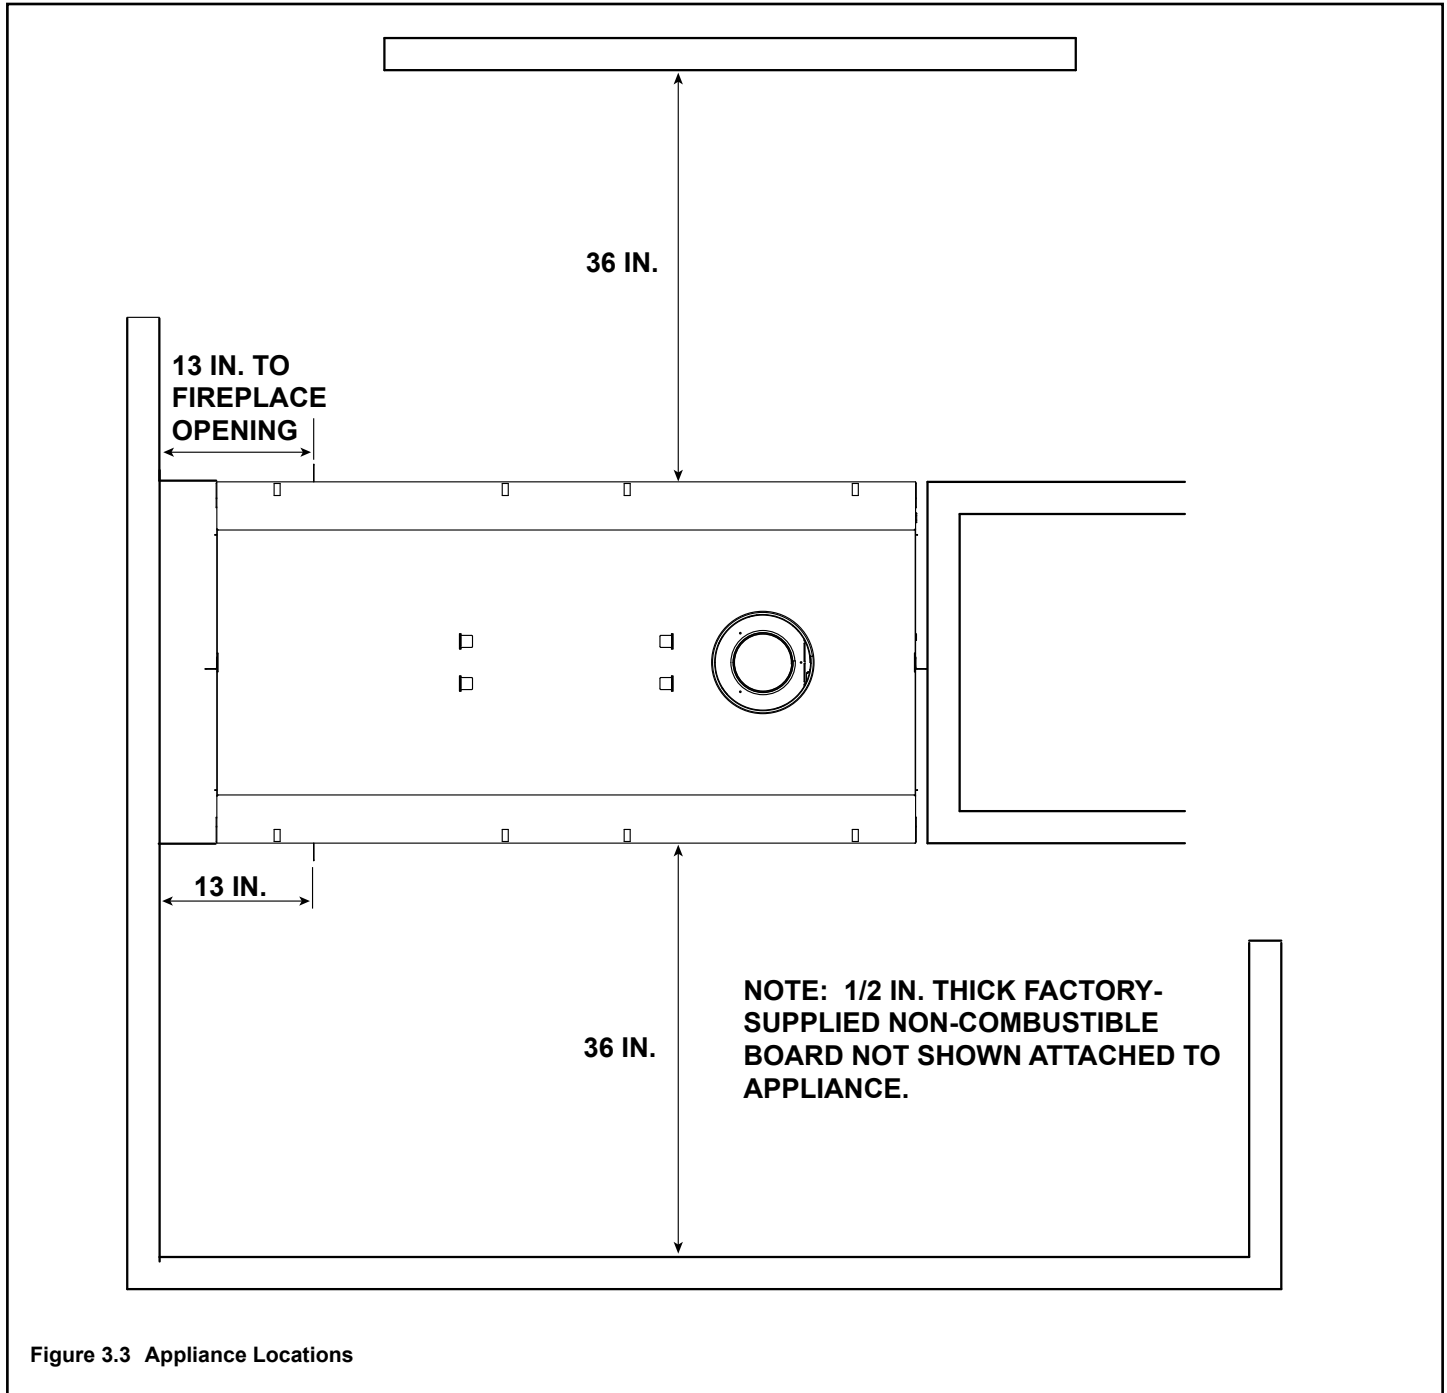 36 IN.
13 IN. TO
FIREPLACE
OPENING
13 IN.
36 IN.
NOTE: 1/2 IN. THICK FACTORY-
SUPPLIED NON-COMBUSTIBLE
BOARD NOT SHOWN ATTACHED TO
APPLIANCE.
Figure 3.3 Appliance Locations